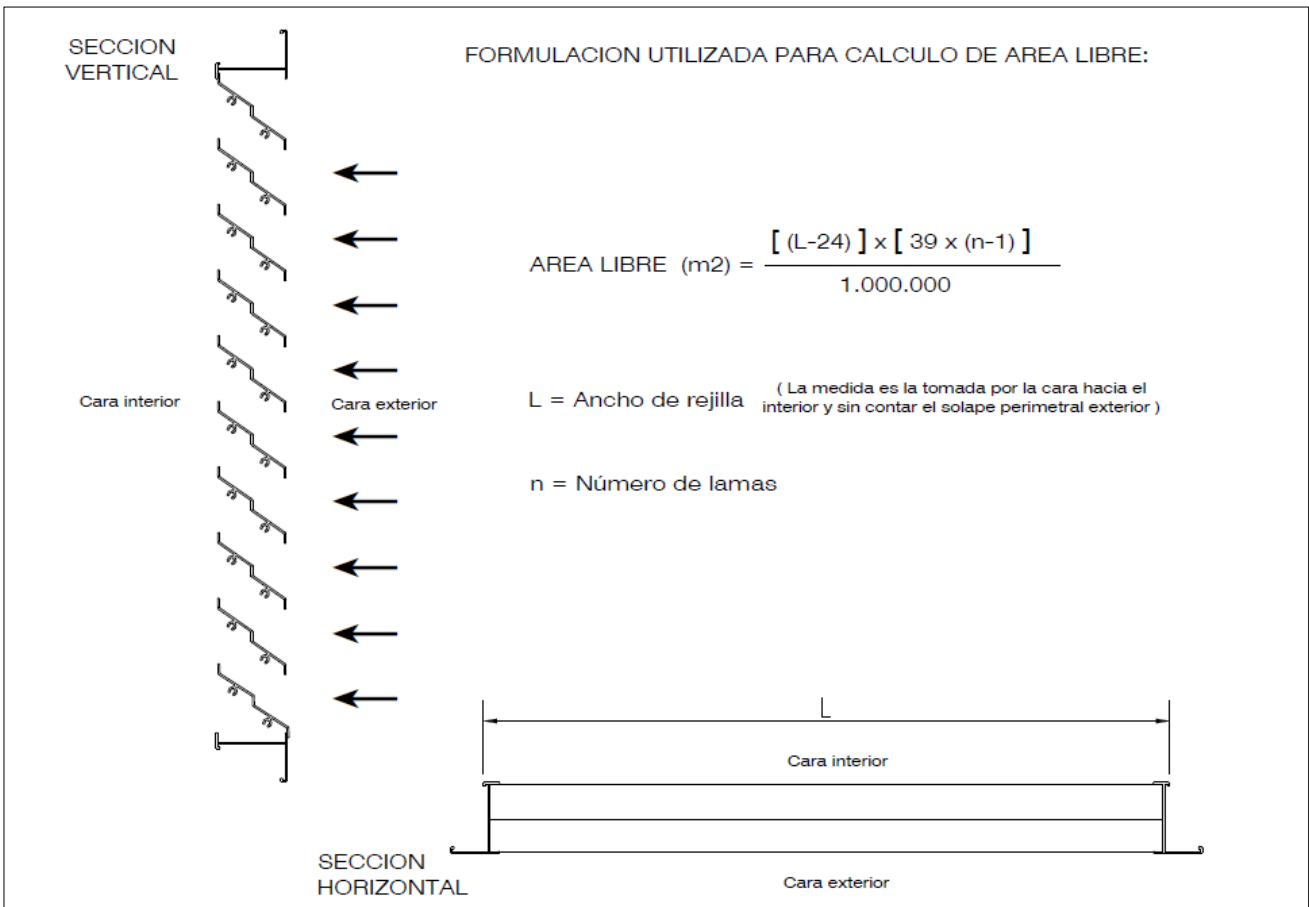 SECCION
VERTICAL
FORMULACION UTILIZADA PARA CALCULO DE AREA LIBRE:
AREA LIBRE (m2) = [ (L-24) ] x [ 39 x (n-1) ]
1.000.000
Cara interior
Cara exterior
L = Ancho de rejilla
( La medida es la tomada por la cara hacia el
interior y sin contar el solape perimetral exterior )
n = Número de lamas
L
Cara interior
SECCION
HORIZONTAL
Cara exterior